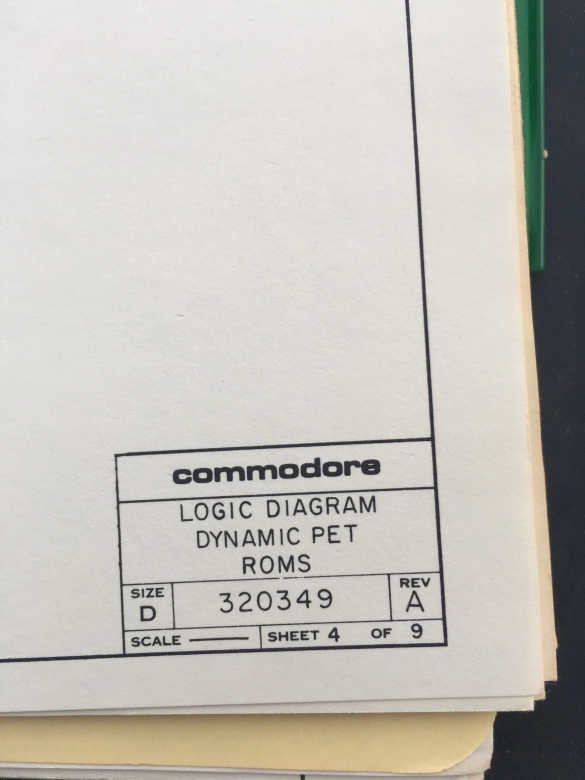 commodore
LOGIC DIAGRAM
DYNAMIC PET
ROMS
SIZE
D
320349
REV
A
SCALE
SHEET 4 OF 9